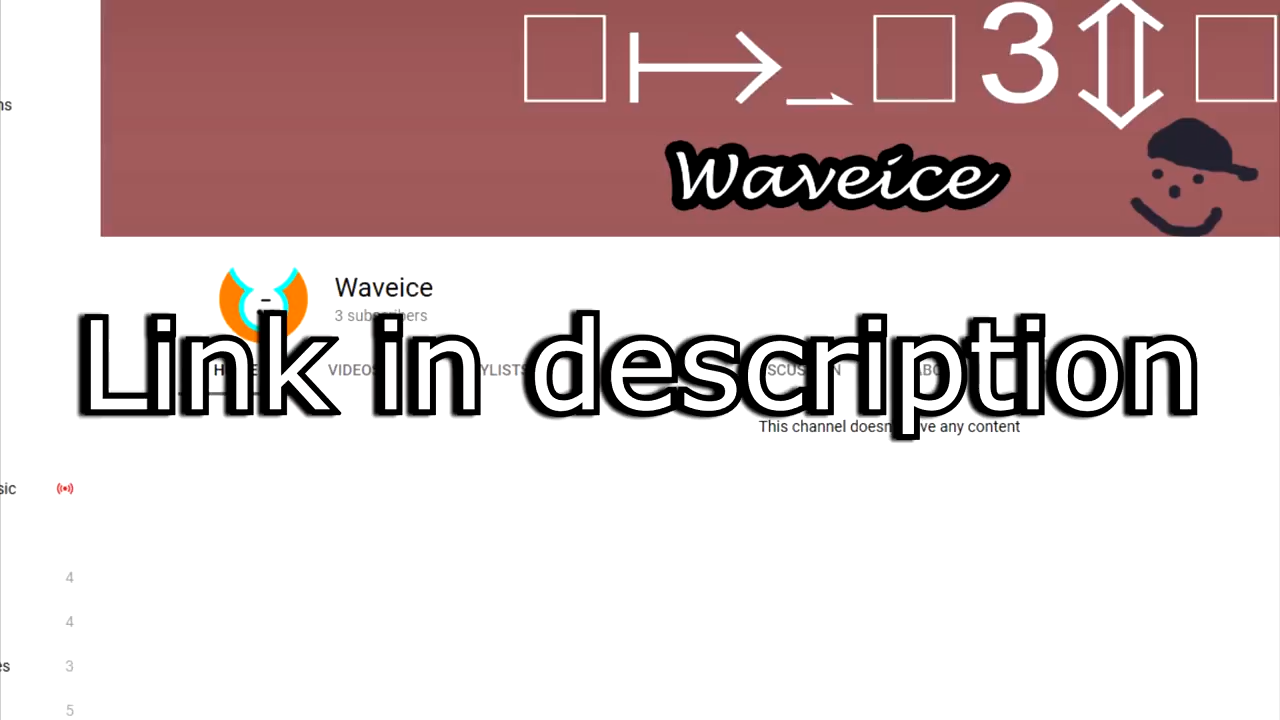 □↦⇁□3⇕□
ns
Waveice
Waveice
3 subscribers
Link in description
VIDEOS
This channel doesn't have any content
sic
4
4
es 3
5